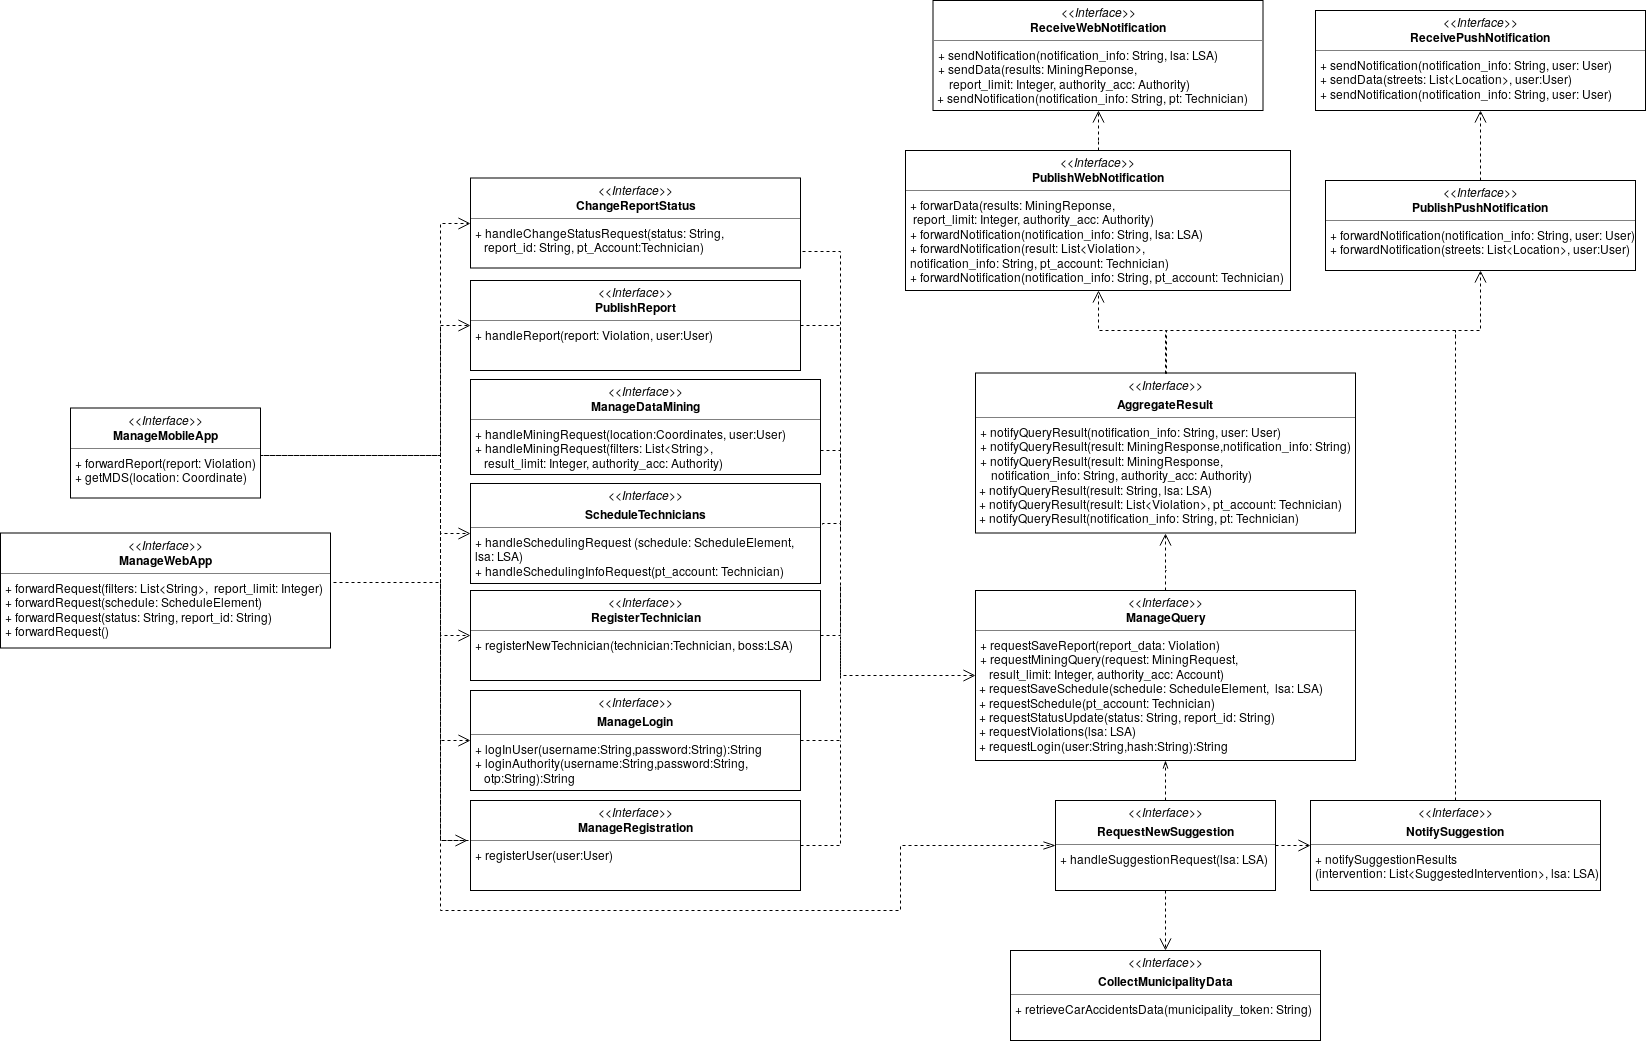 <<Interface>>
ReceiveWebNotification
+ sendNotification(notification_info: String, lsa: LSA)
+ sendData(results: MiningReponse,
report_limit: Integer, authority_acc: Authority)
+ sendNotification(notification_info: String, pt: Technician)
<<Interface>>
ReceivePushNotification
+ sendNotification(notification_info: String, user: User)
+ sendData(streets: List<Location>, user:User)
+ sendNotification(notification_info: String, user: User)
<<Interface>>
PublishWebNotification
+ forwarData(results: MiningReponse,
report_limit: Integer, authority_acc: Authority)
+ forwardNotification(notification_info: String, lsa: LSA)
+ forwardNotification(result: List<Violation>,
notification_info: String, pt_account: Technician)
+ forwardNotification(notification_info: String, pt_account: Technician)
<<Interface>>
PublishPushNotification
+ forwardNotification(notification_info: String, user: User)
+ forwardNotification(streets: List<Location>, user:User)
<<Interface>>
ChangeReportStatus
+ handleChangeStatusRequest(status: String,
report_id: String, pt_Account:Technician)
<<Interface>>
PublishReport
+ handleReport(report: Violation, user:User)
<<Interface>>
ManageDataMining
+ handleMiningRequest(location:Coordinates, user:User)
+ handleMiningRequest(filters: List<String>,
result_limit: Integer, authority_acc: Authority)
<<Interface>>
ManageMobileApp
+ forwardReport(report: Violation)
+ getMDS(location: Coordinate)
<<Interface>>
ManageWebApp
+ forwardRequest(filters: List<String>,  report_limit: Integer)
+ forwardRequest(schedule: ScheduleElement)
+ forwardRequest(status: String, report_id: String)
+ forwardRequest()
<<Interface>>
ScheduleTechnicians
+ handleSchedulingRequest (schedule: ScheduleElement,
lsa: LSA)
+ handleSchedulingInfoRequest(pt_account: Technician)
<<Interface>>
RegisterTechnician
+ registerNewTechnician(technician:Technician, boss:LSA)
<<Interface>>
ManageLogin
+ logInUser(username:String,password:String):String
+ loginAuthority(username:String,password:String,
otp:String):String
<<Interface>>
ManageRegistration
+ registerUser(user:User)
<<Interface>>
AggregateResult
+ notifyQueryResult(notification_info: String, user: User)
+ notifyQueryResult(result: MiningResponse,notification_info: String)
+ notifyQueryResult(result: MiningResponse,
notification_info: String, authority_acc: Authority)
+ notifyQueryResult(result: String, lsa: LSA)
+ notifyQueryResult(result: List<Violation>, pt_account: Technician)
+ notifyQueryResult(notification_info: String, pt: Technician)
<<Interface>>
ManageQuery
+ requestSaveReport(report_data: Violation)
+ requestMiningQuery(request: MiningRequest,
result_limit: Integer, authority_acc: Account)
+ requestSaveSchedule(schedule: ScheduleElement,  lsa: LSA)
+ requestSchedule(pt_account: Technician)
+ requestStatusUpdate(status: String, report_id: String)
+ requestViolations(lsa: LSA)
+ requestLogin(user:String,hash:String):String
<<Interface>>
RequestNewSuggestion
+ handleSuggestionRequest(lsa: LSA)
<<Interface>>
NotifySuggestion
+ notifySuggestionResults
(intervention: List<SuggestedIntervention>, lsa: LSA)
<<Interface>>
CollectMunicipalityData
+ retrieveCarAccidentsData(municipality_token: String)